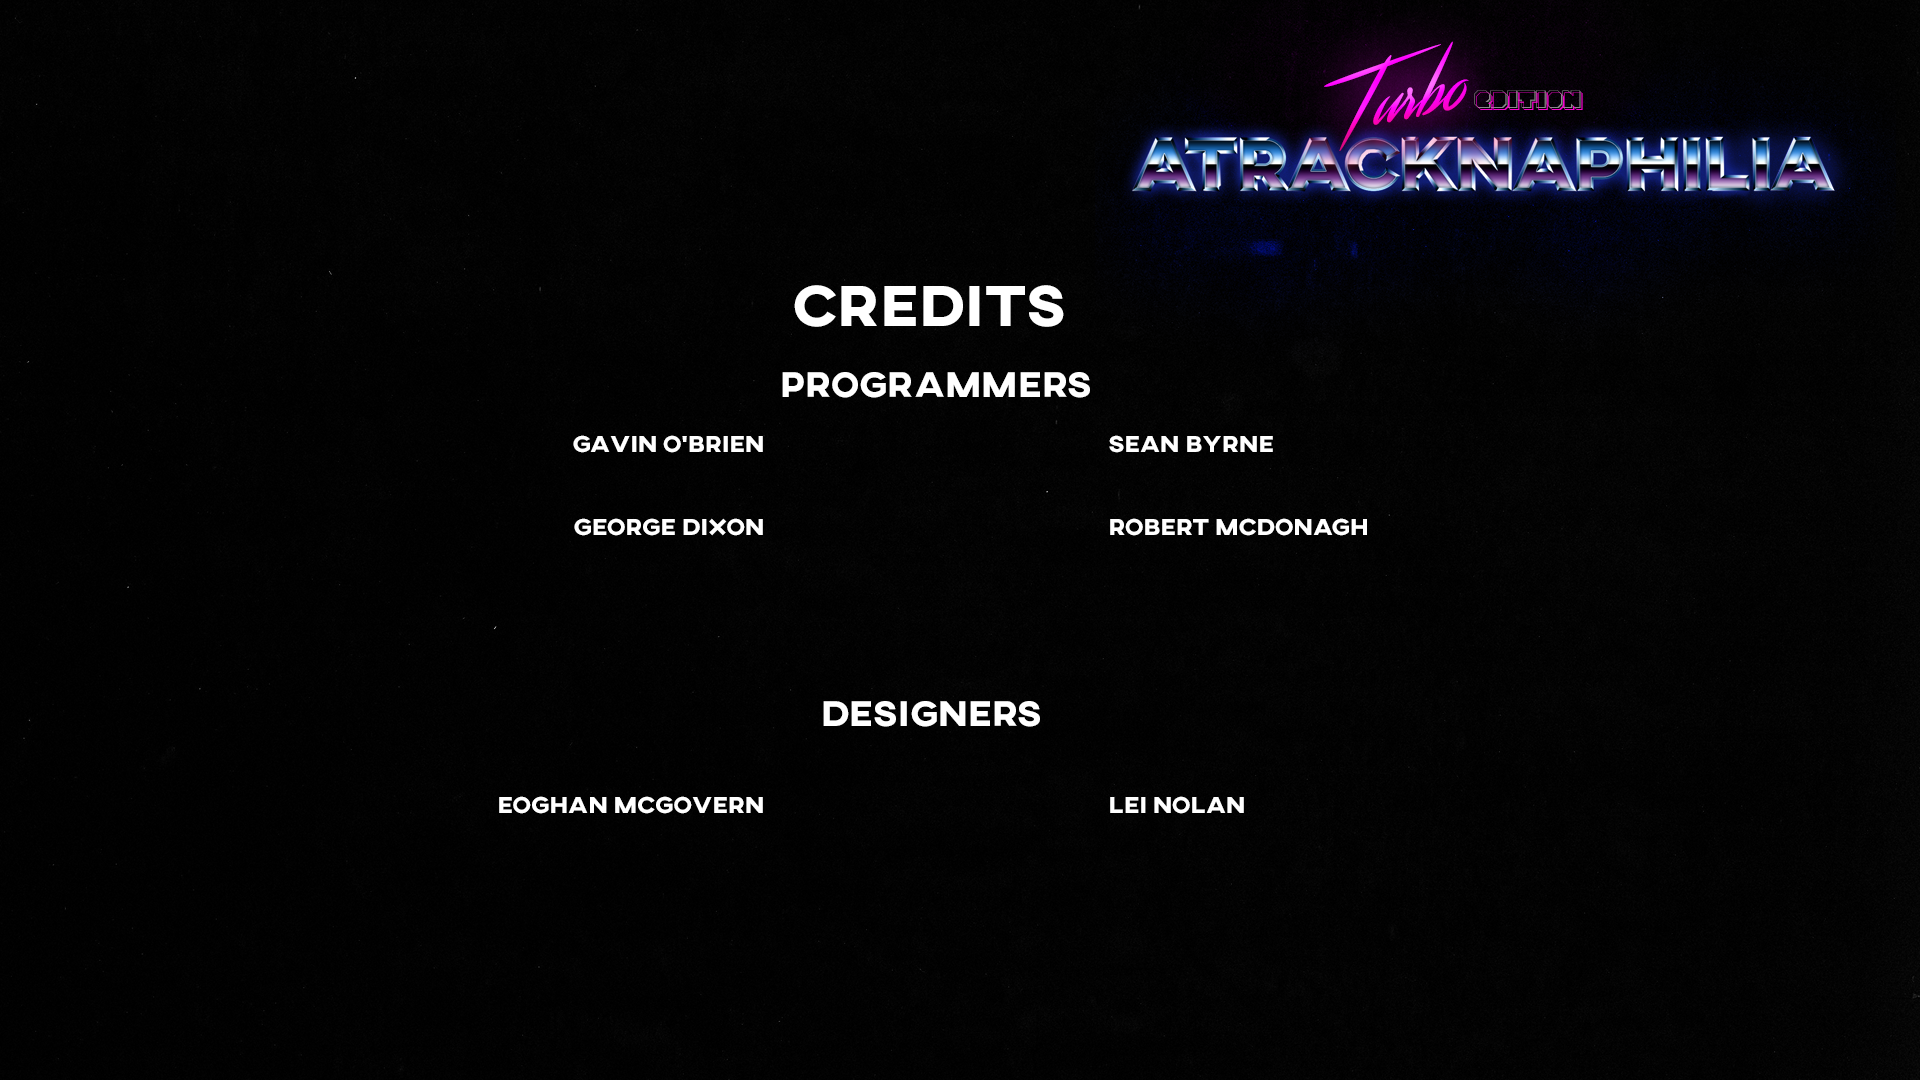 Turbo EDITION
ATRACKNAPHILIA
CREDITS
PROGRAMMERS
GAVIN O'BRIEN
SEAN BYRNE
GEORGE DIXON
ROBERT MCDONAGH
DESIGNERS
EOGHAN MCGOVERN
LEI NOLAN